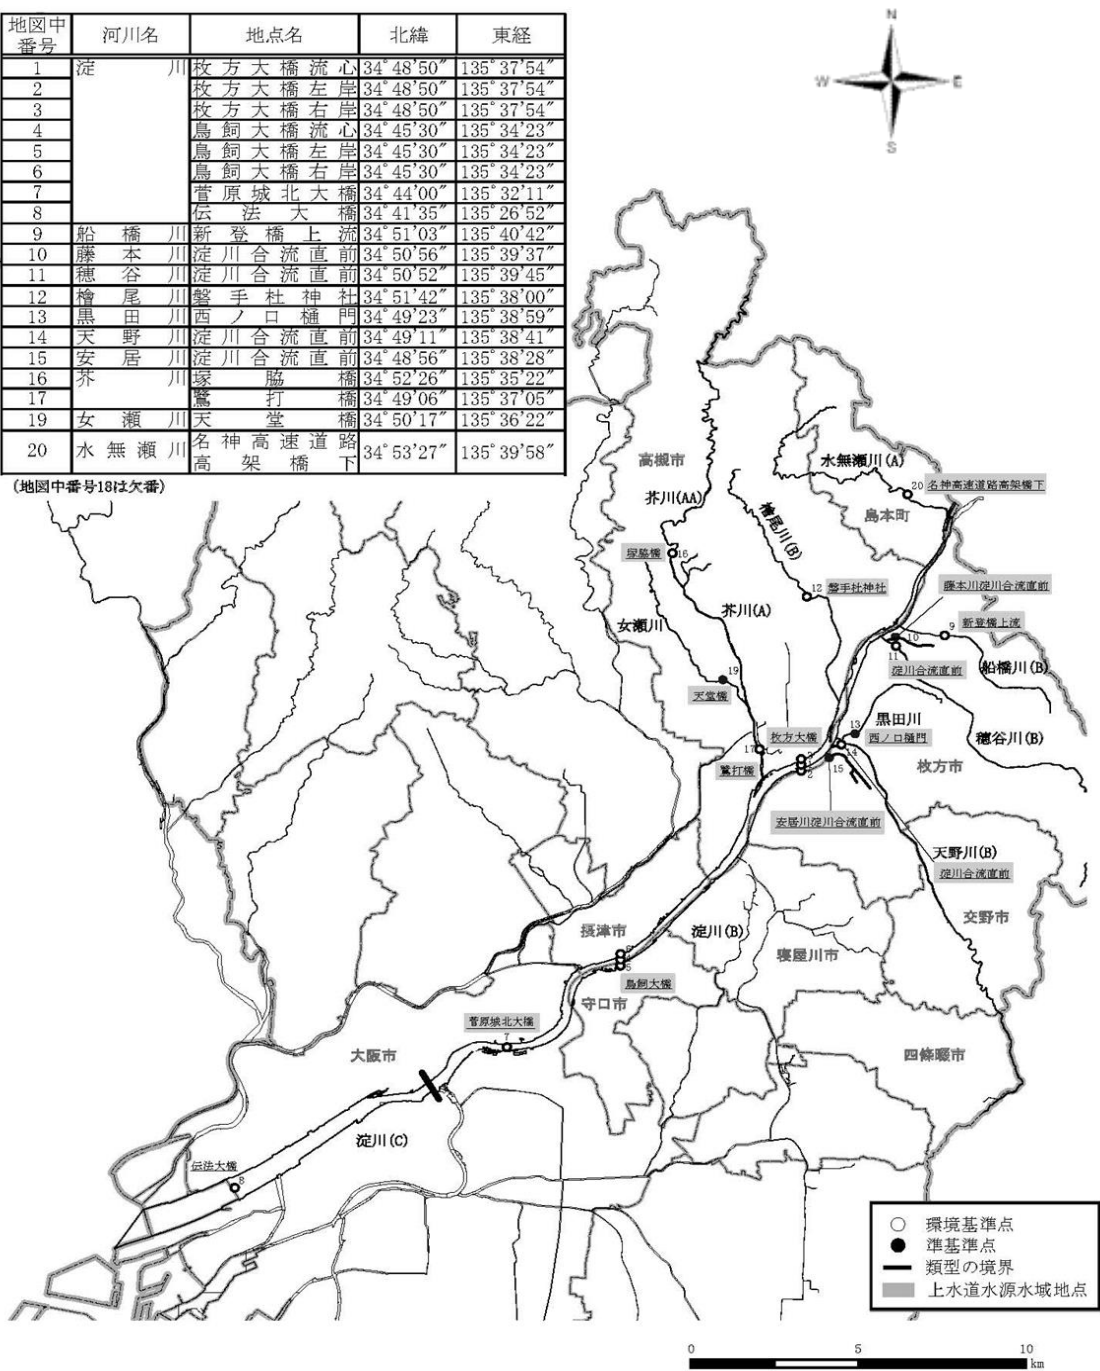 地図中番号 河川名 地点名 北緯 東経
1 淀川 枚方大橋流心 34°48'50" 135°37'54"
2 枚方大橋左岸 34°48'50" 135°37'54"
3 枚方大橋右岸 34°48'50" 135°37'54"
4 鳥飼大橋流心 34°45'30" 135°34'23"
5 鳥飼大橋左岸 34°45'30" 135°34'23"
6 鳥飼大橋右岸 34°45'30" 135°34'23"
7 菅原城北大橋 34°44'00" 135°32'11"
8 伝法大橋 34°41'35" 135°26'52"
9 船橋川 新登橋上流 34°51'03" 135°40'42"
10 藤本川 淀川合流直前 34°50'56" 135°39'37
11 穂谷川 淀川合流直前 34°50'52" 135°39'45"
12 檜尾川 磐手杜神社 34°51'42" 135°38'00"
13 黒田川 西ノ口樋門 34°49'23" 135°38'59"
14 天野川 淀川合流直前 34°49'11" 135°38'41
15 安居川 淀川合流直前 34°48'56" 135°38'28"
16 芥川 塚脇橋 34°52'26" 135°35'22"
17 鷺打橋 34°49'06" 135°37'05"
19 女瀬川 天堂橋 34°50'17" 135°36'22"
20 水無瀬川 名神高速道路高架橋下 34°53'27" 135°39'58"
(地図中番号18は欠番)
N
W E
S
高槻市
水無瀬川(A)
20 名神高速道路高架橋下
芥川(AA)
島本町
檜尾川(B)
塚脇橋 16
12 磐手杜神社
藤本川淀川合流直前
芥川(A)
女瀬川
9 新登橋上流
10
11
淀川合流直前
船橋川(B)
19
天堂橋
黒田川
13
西ノ口樋門
枚方大橋
穂谷川(B)
17
鷺打橋
3
2
14
15
枚方市
安居川淀川合流直前
天野川(B)
淀川合流直前
交野市
摂津市
淀川(B)
寝屋川市
6
5
鳥飼大橋
守口市
菅原城北大橋
7
大阪市
四條畷市
淀川(C)
伝法大橋
8
環境基準点
準基準点
類型の境界
上水道水源水域地点
0 5 10
km